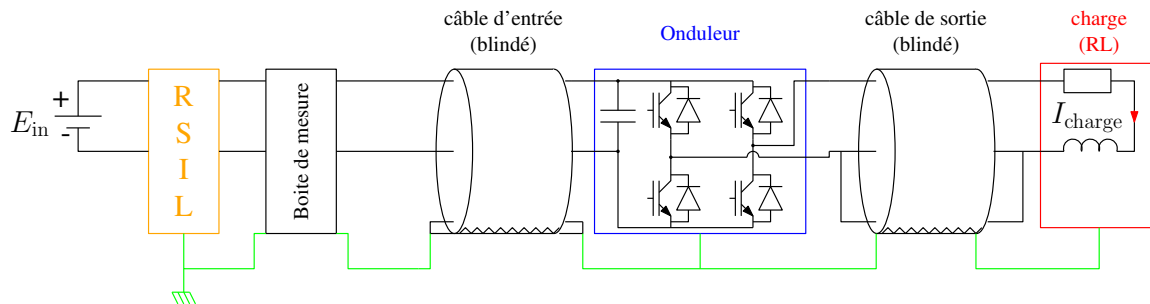 câble d'entrée
(blindé)
Onduleur
câble de sortie
(blindé)
charge
(RL)
+
E_in
-
R
S
I
L
Boite de mesure
I_charge